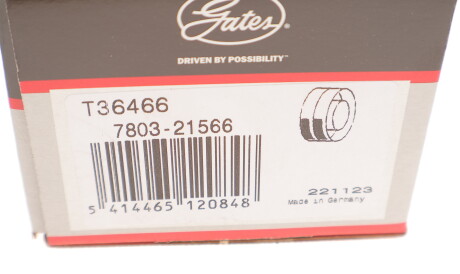 Gates
DRIVEN BY POSSIBILITY™
T36466
7803-21566
5 414465 120848
221123
Made in Germany